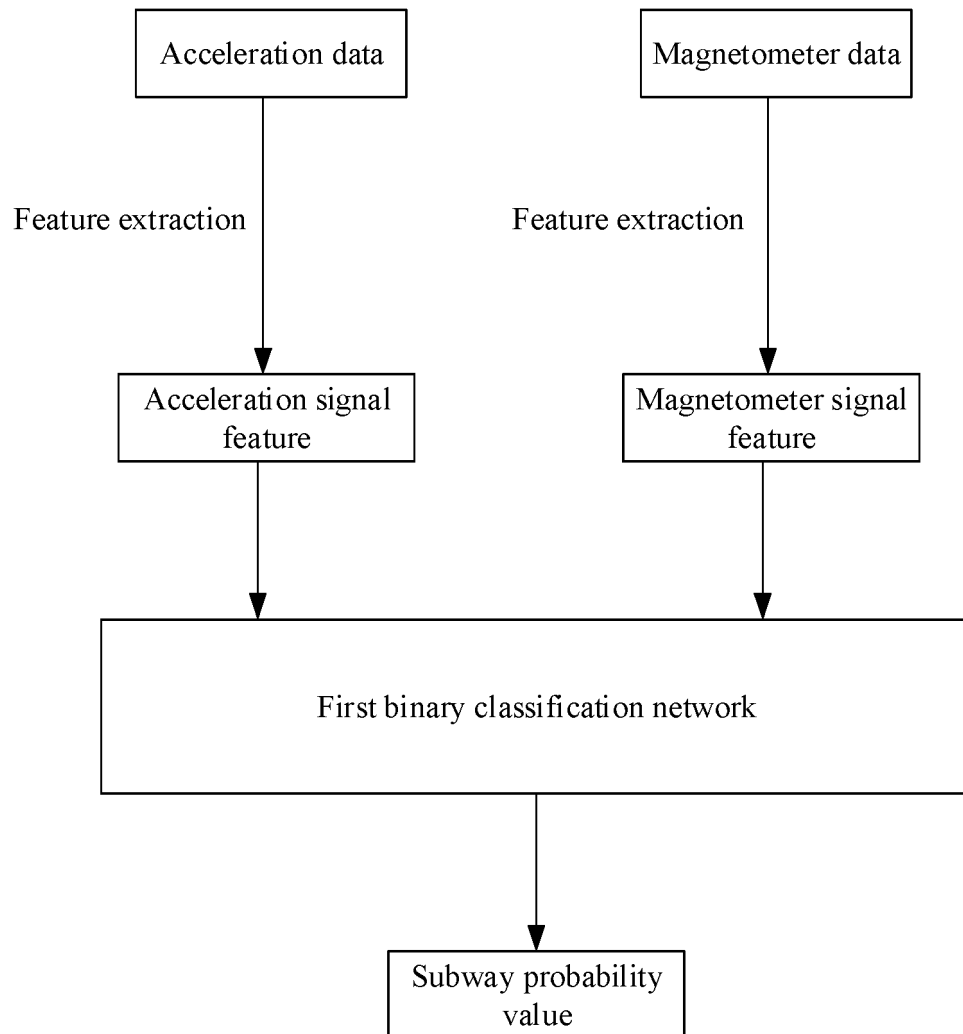 Acceleration data
Magnetometer data
Feature extraction
Feature extraction
Acceleration signal
feature
Magnetometer signal
feature
First binary classification network
Subway probability
value